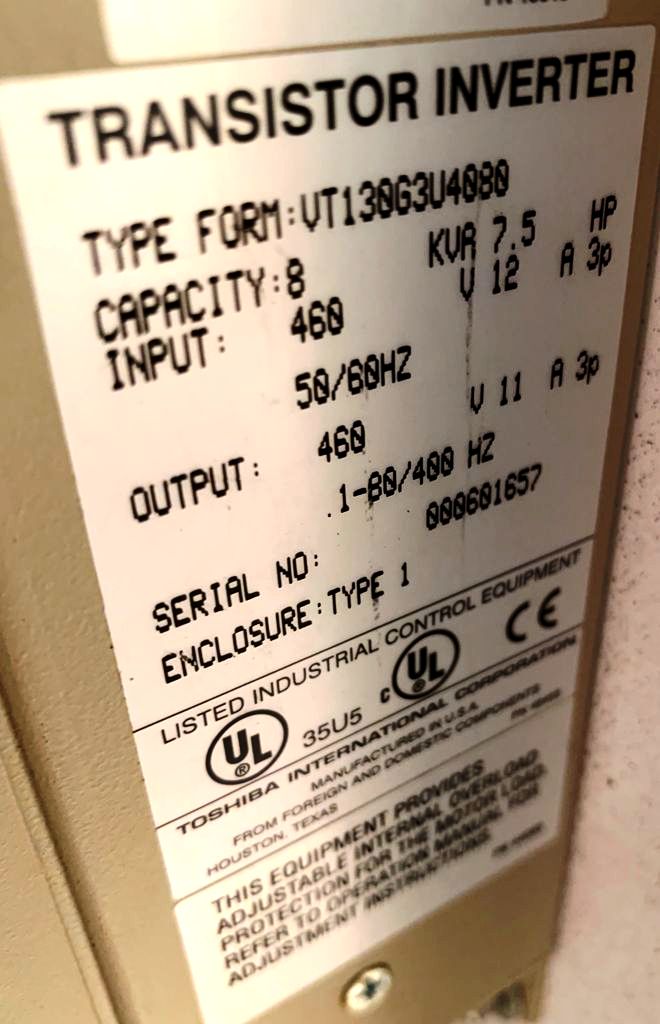 TRANSISTOR INVERTER
TYPE FORM: VT130G3U4080
CAPACITY: 8 KVA 7.5 HP
INPUT: 460 V 12 A 3p
50/60HZ
OUTPUT: 460 V 11 A 3p
.1-80/400 HZ
SERIAL NO: 000601657
ENCLOSURE: TYPE 1
LISTED INDUSTRIAL CONTROL EQUIPMENT
UL ® 35U5 C UL ® CE
TOSHIBA INTERNATIONAL CORPORATION
MANUFACTURED IN U.S.A.
FROM FOREIGN AND DOMESTIC COMPONENTS
HOUSTON, TEXAS
THIS EQUIPMENT PROVIDES
ADJUSTABLE INTERNAL OVERLOAD
PROTECTION FOR THE MOTOR LOAD.
REFER TO OPERATION MANUAL FOR
ADJUSTMENT INSTRUCTIONS.